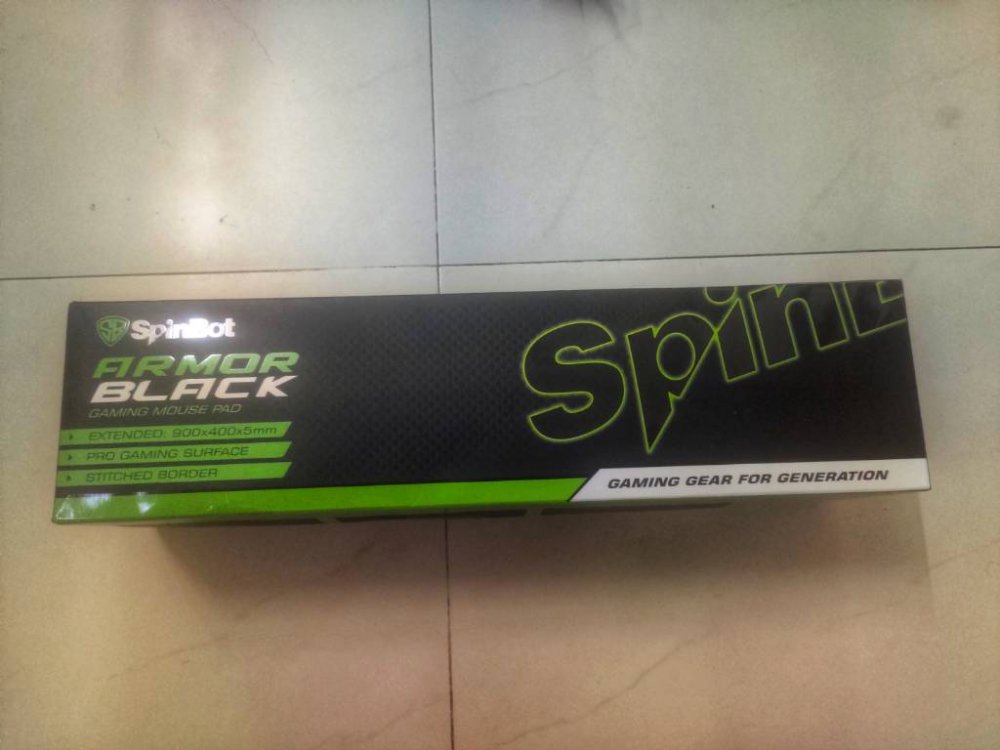 SpinBot
ARMOR
BLACK
GAMING MOUSE PAD
EXTENDED: 900x400x5mm
PRO GAMING SURFACE
STITCHED BORDER
SpinB
GAMING GEAR FOR GENERATION